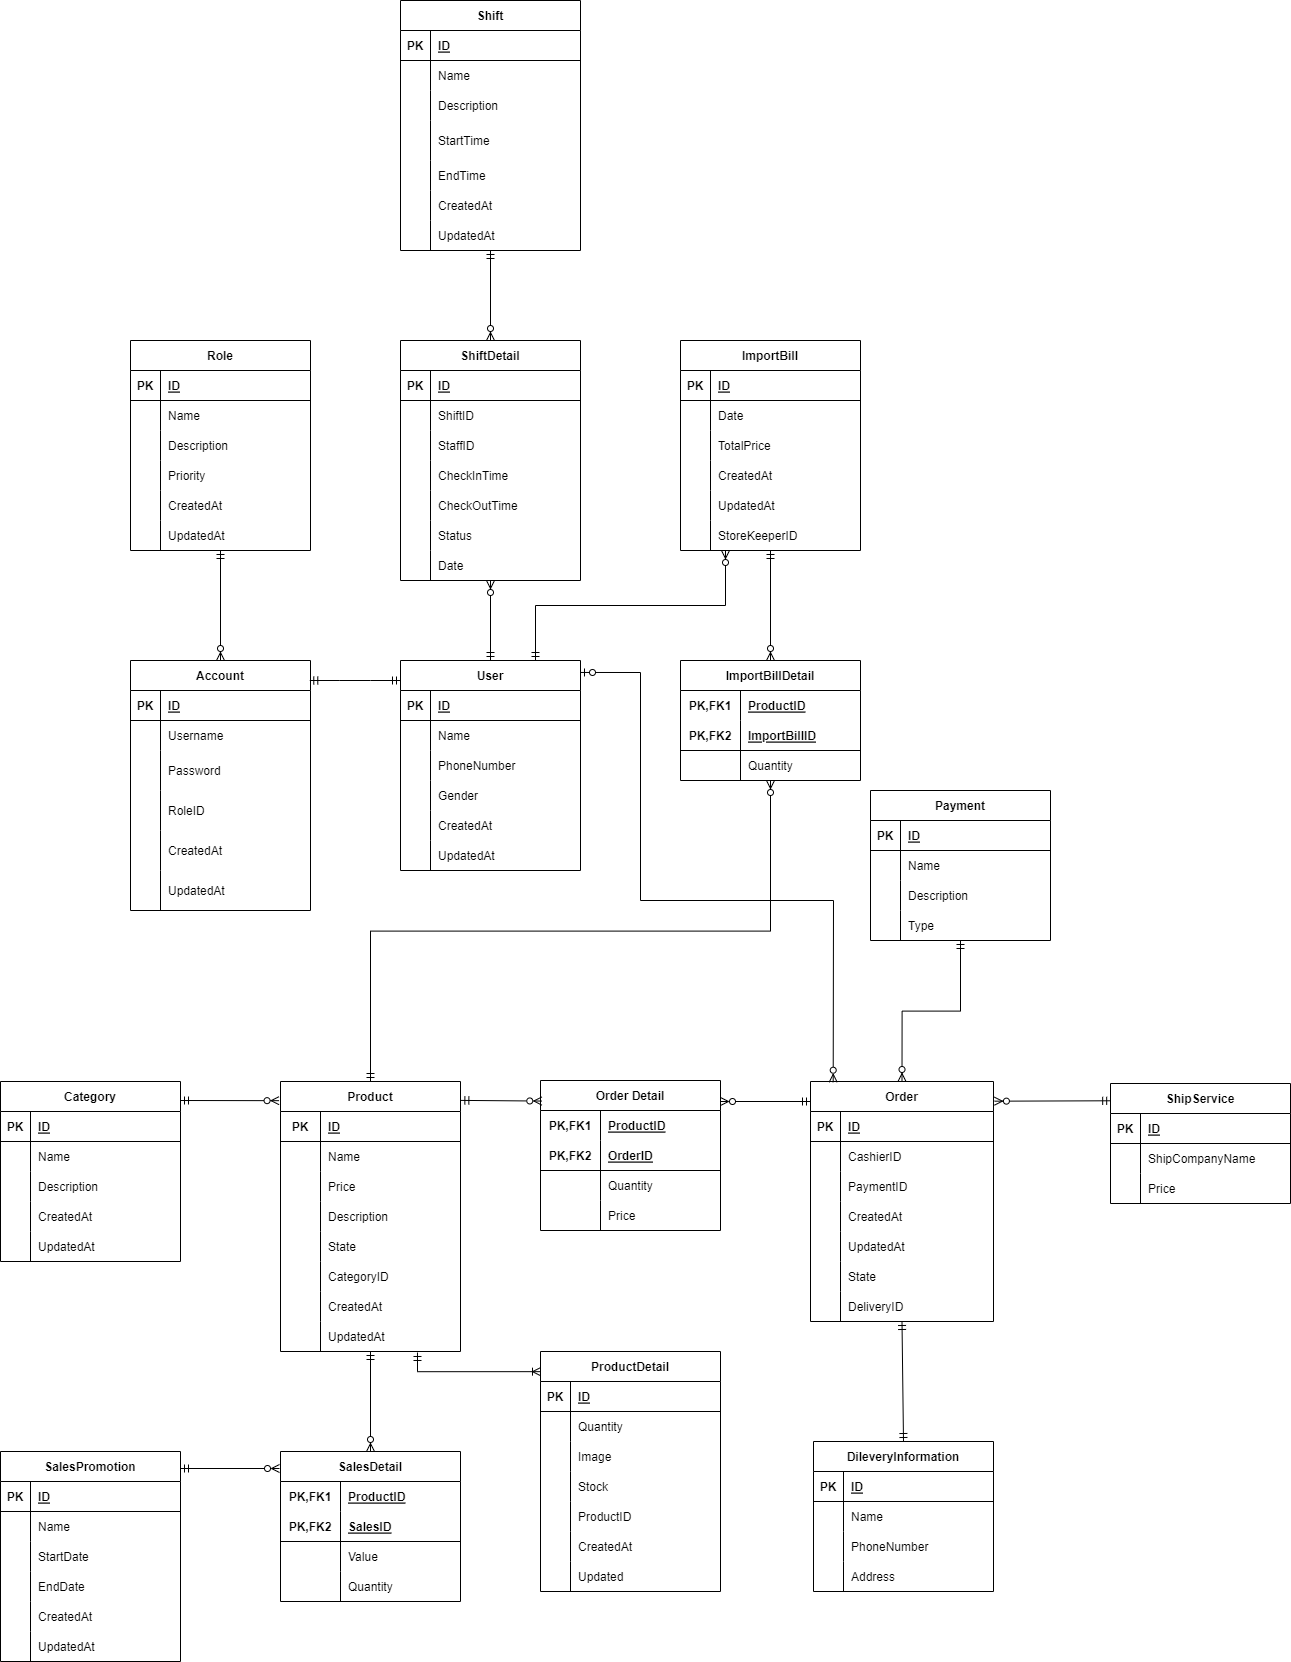 Shift
PK ID
Name
Description
StartTime
EndTime
CreatedAt
UpdatedAt
Role
PK ID
Name
Description
Priority
CreatedAt
UpdatedAt
ShiftDetail
PK ID
ShiftID
StaffID
CheckInTime
CheckOutTime
Status
Date
ImportBill
PK ID
Date
TotalPrice
CreatedAt
UpdatedAt
StoreKeeperID
Account
PK ID
Username
Password
RoleID
CreatedAt
UpdatedAt
User
PK ID
Name
PhoneNumber
Gender
CreatedAt
UpdatedAt
ImportBillDetail
PK,FK1 ProductID
PK,FK2 ImportBillID
Quantity
Payment
PK ID
Name
Description
Type
Category
PK ID
Name
Description
CreatedAt
UpdatedAt
Product
PK ID
Name
Price
Description
State
CategoryID
CreatedAt
UpdatedAt
Order Detail
PK,FK1 ProductID
PK,FK2 OrderID
Quantity
Price
Order
PK ID
CashierID
PaymentID
CreatedAt
UpdatedAt
State
DeliveryID
ShipService
PK ID
ShipCompanyName
Price
SalesPromotion
PK ID
Name
StartDate
EndDate
CreatedAt
UpdatedAt
SalesDetail
PK,FK1 ProductID
PK,FK2 SalesID
Value
Quantity
ProductDetail
PK ID
Quantity
Image
Stock
ProductID
CreatedAt
Updated
DileveryInformation
PK ID
Name
PhoneNumber
Address